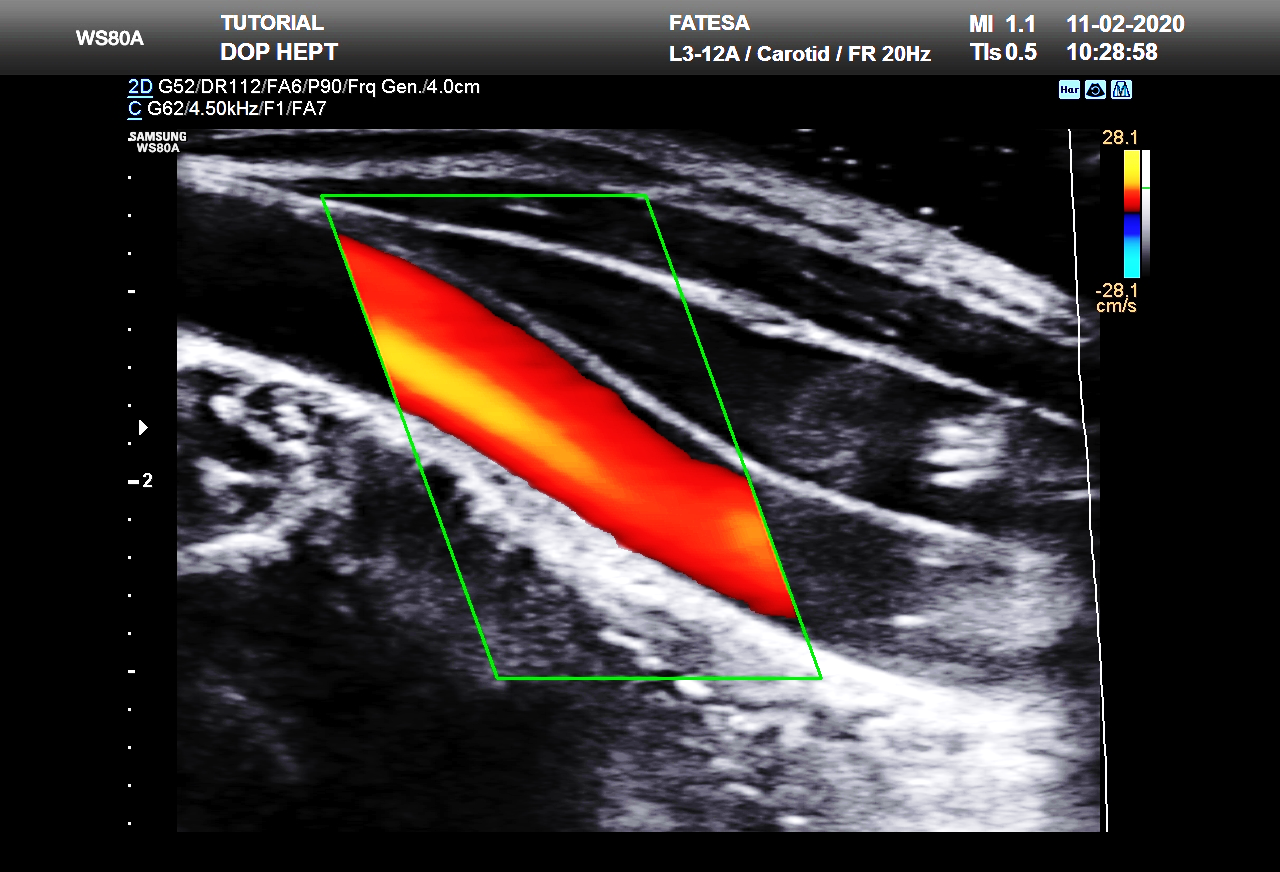 WS80A
TUTORIAL
DOP HEPT
FATESA
L3-12A / Carotid / FR 20Hz
MI 1.1
TIs 0.5
11-02-2020
10:28:58
2D G52/DR112/FA6/P90/Frq Gen./4.0cm
C G62/4.50kHz/F1/FA7
Har
SAMSUNG
WS80A
28.1
-28.1
cm/s
2